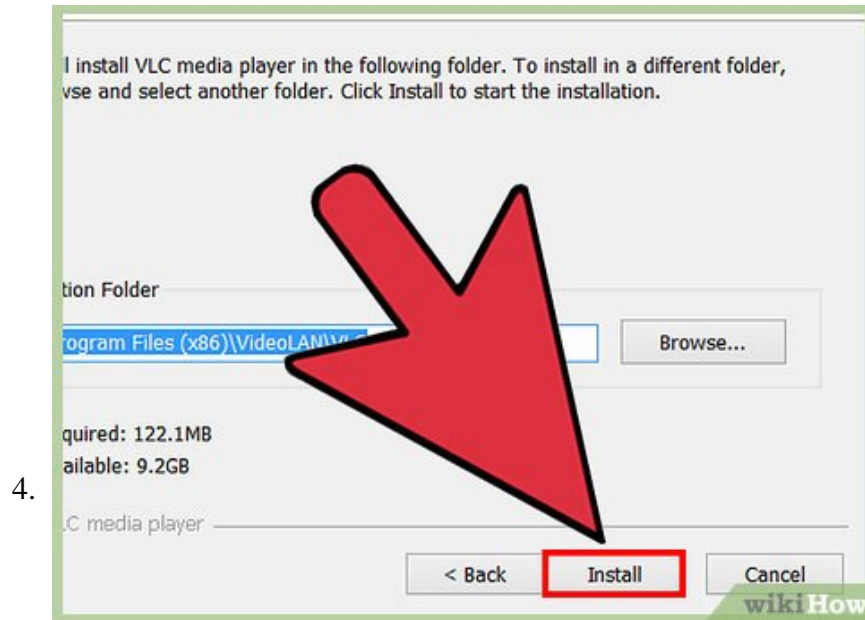 l install VLC media player in the following folder. To install in a different folder,
wse and select another folder. Click Install to start the installation.
tion Folder
rogram Files (x86)\VideoLAN\VLC
Browse...
quired: 122.1MB
ailable: 9.2GB
4.
C media player
< Back
Install
Cancel
wikiHow